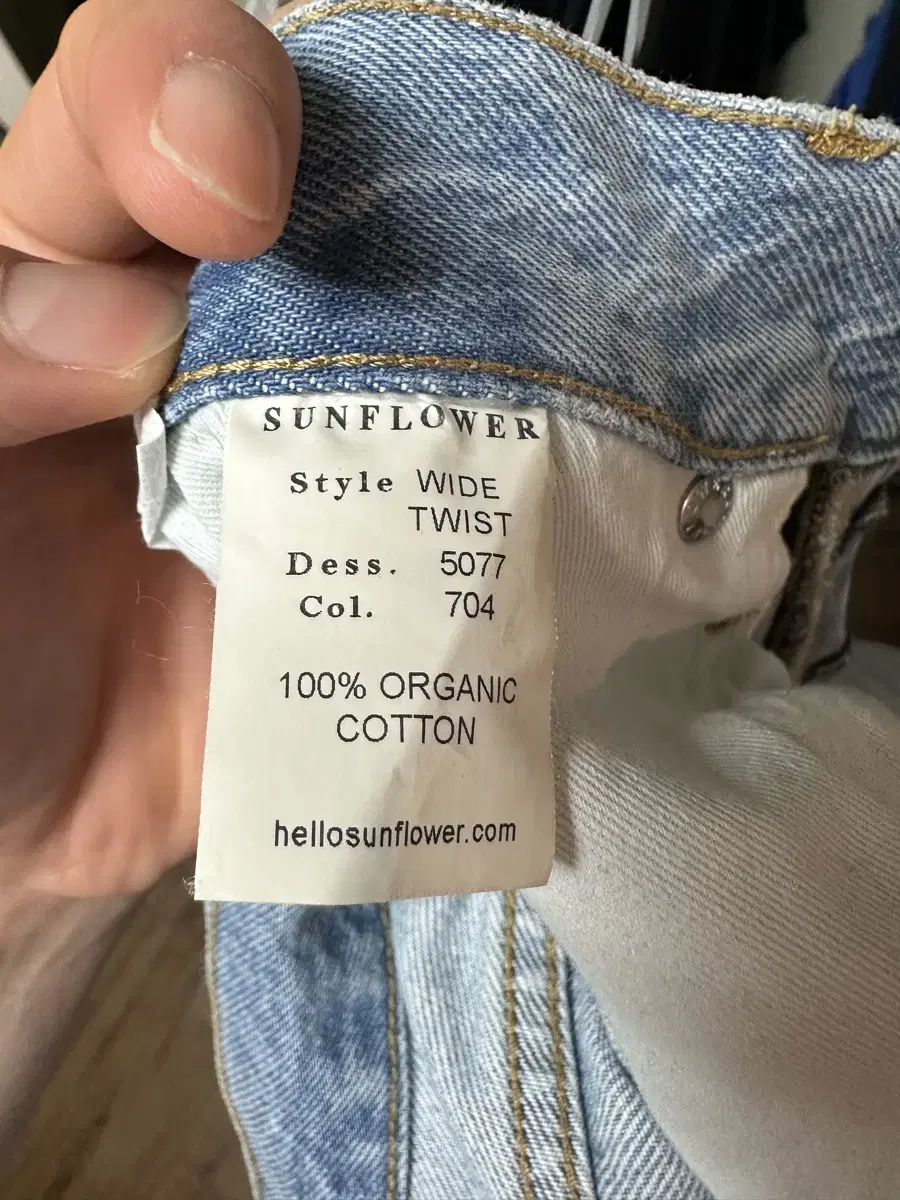 SUNFLOWER
Style WIDE
TWIST
Dess. 5077
Col. 704
100% ORGANIC
COTTON
hellosunflower.com